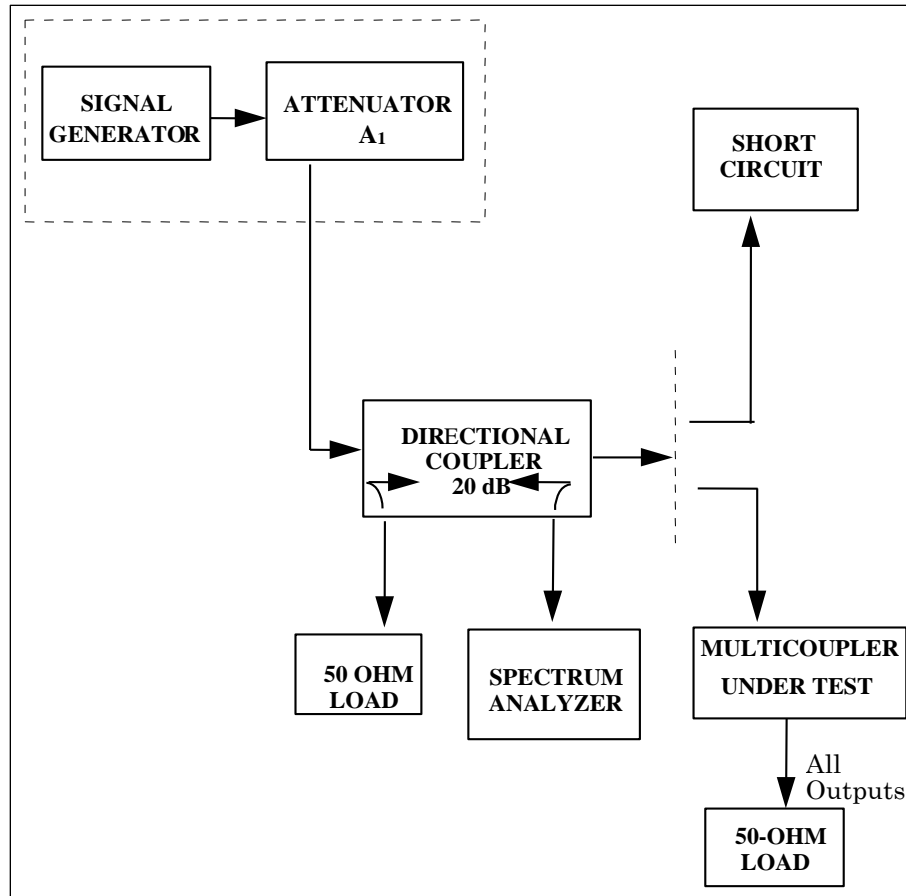 SIGNAL
GENERATOR
ATTENUATOR
A1
SHORT
CIRCUIT
DIRECTIONAL
COUPLER
20 dB
50 OHM
LOAD
SPECTRUM
ANALYZER
MULTICOUPLER
UNDER TEST
All
Outputs
50-OHM
LOAD